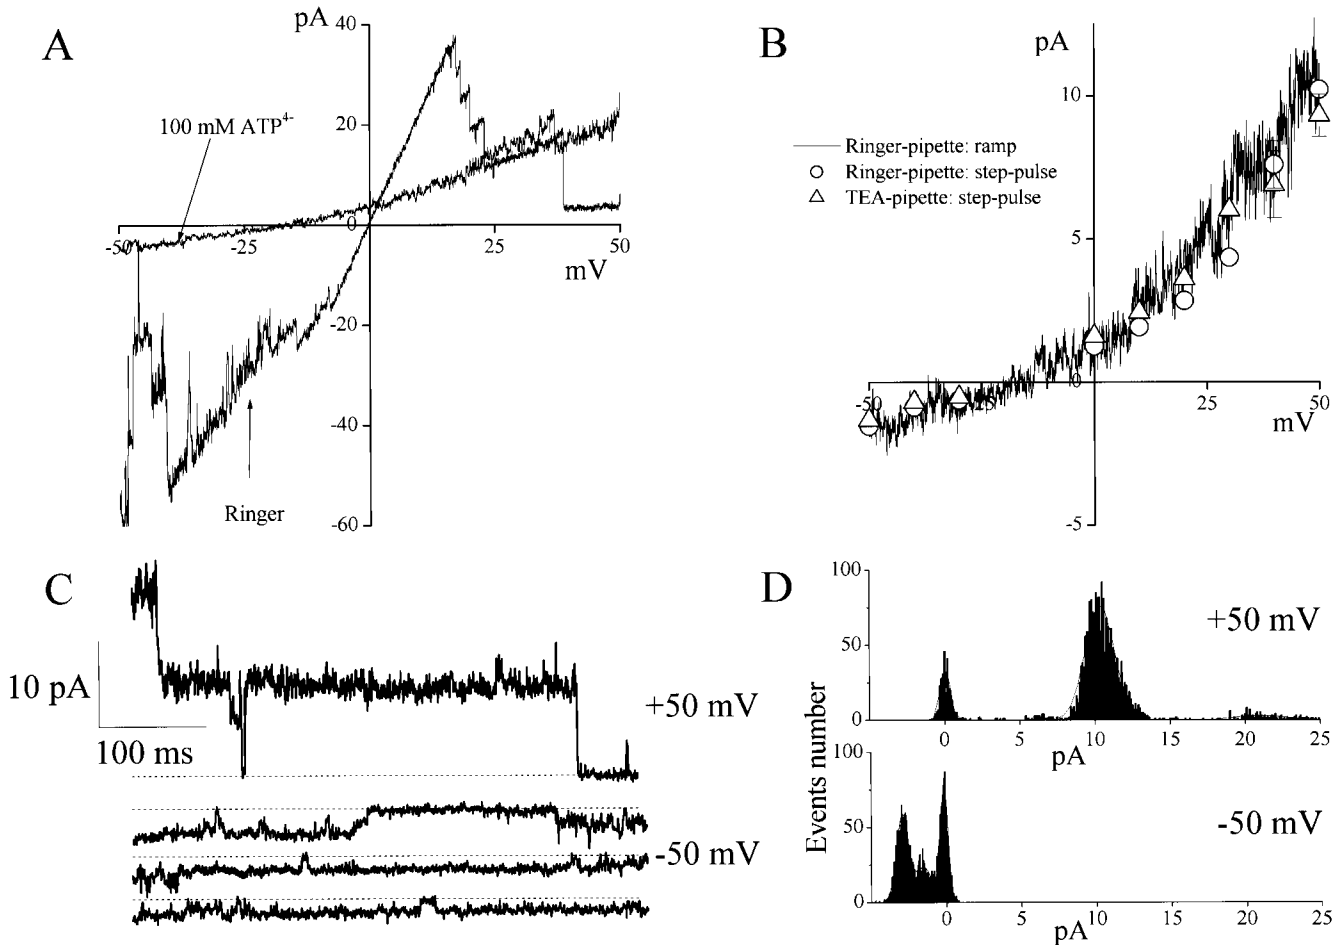 A
pA
40
20
0
-20
-40
-60
-50
-25
25
50
mV
100 mM ATP4-
Ringer
B
pA
10
5
0
-5
-50
-25
25
50
mV
Ringer-pipette: ramp
Ringer-pipette: step-pulse
TEA-pipette: step-pulse
C
10 pA
100 ms
+50 mV
-50 mV
D
Events number
100
50
0
0
5
10
15
20
25
pA
+50 mV
100
50
0
0
5
10
15
20
25
pA
-50 mV